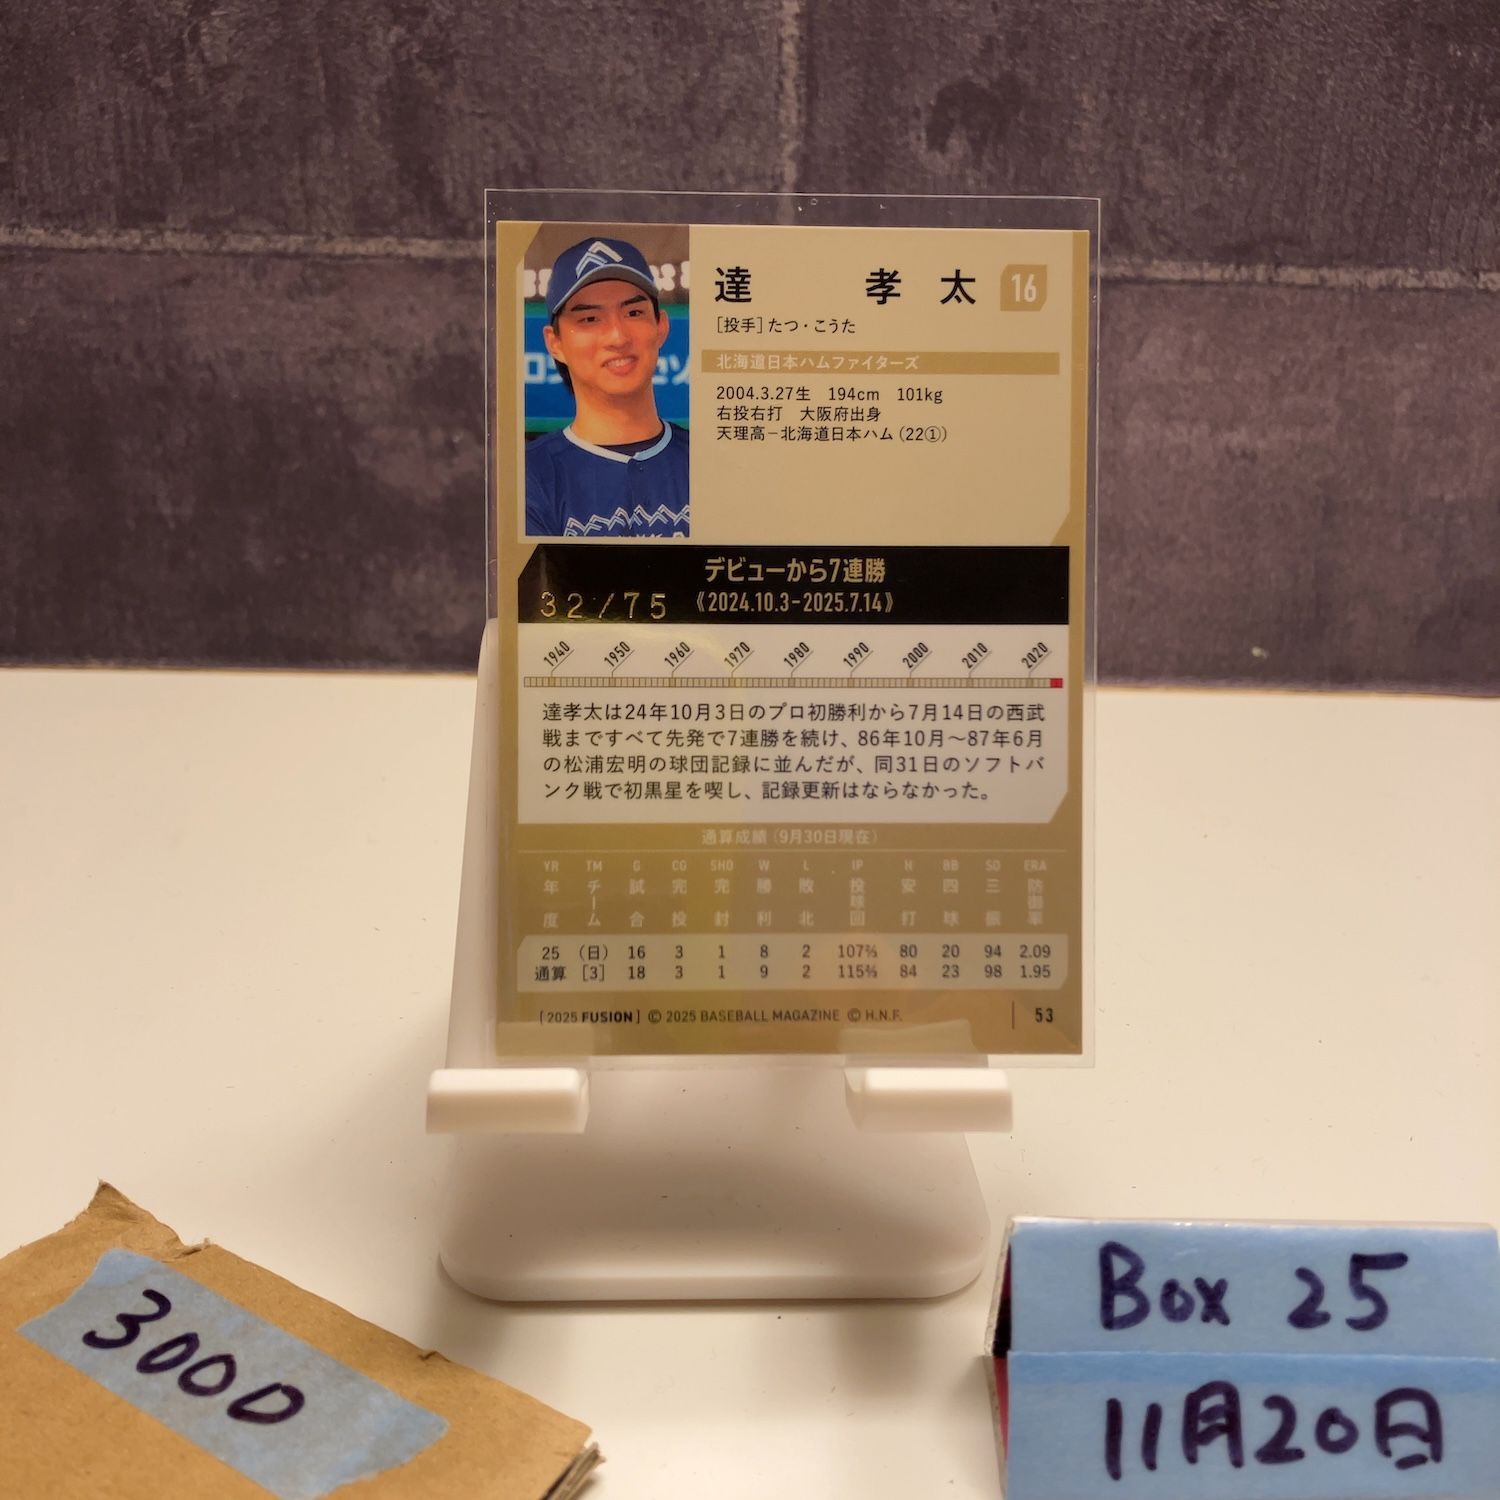 達 孝太 16
[投手]たつ・こうた
北海道日本ハムファイターズ
2004.3.27生 194cm 101kg
右投右打 大阪府出身
天理高−北海道日本ハム(22①)
デビューから7連勝
32/75 《2024.10.3-2025.7.14》
1940 1950 1960 1970 1980 1990 2000 2010 2020
達孝太は24年10月3日のプロ初勝利から7月14日の西武
戦まですべて先発で7連勝を続け、86年10月〜87年6月
の松浦宏明の球団記録に並んだが、同31日のソフトバ
ンク戦で初黒星を喫し、記録更新はならなかった。
通算成績(9月30日現在)
YR TM G CG SHO W L IP H BB SO ERA
年度 チーム 試合 完投 完封 勝利 敗北 投球回 安打 四球 三振 防御率
25 (日) 16 3 1 8 2 107⅔ 80 20 94 2.09
通算 [3] 18 3 1 9 2 115⅔ 84 23 98 1.95
[2025 FUSION] © 2025 BASEBALL MAGAZINE © H.N.F. 53
3000
Box 25
11月20日